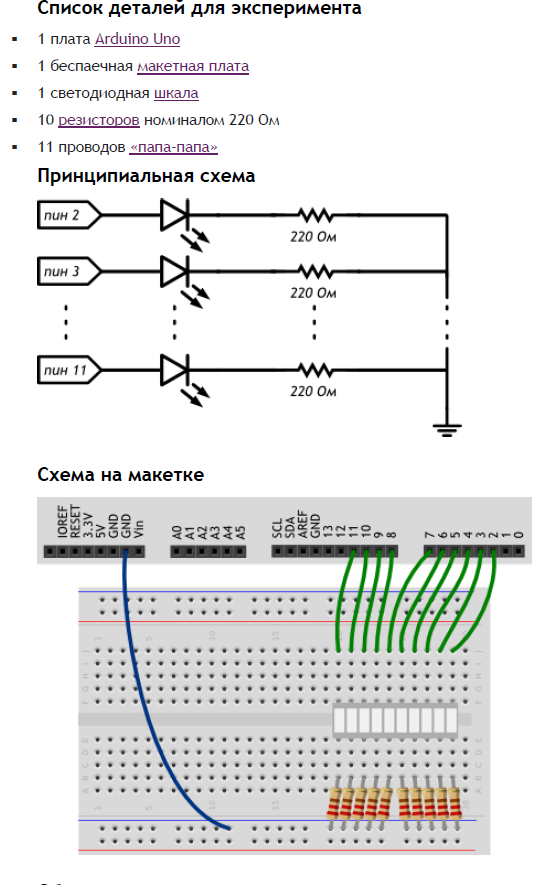 Список деталей для эксперимента
1 плата Arduino Uno
1 беспаечная макетная плата
1 светодиодная шкала
10 резисторов номиналом 220 Ом
11 проводов «папа-папа»
Принципиальная схема
пин 2
220 Ом
пин 3
220 Ом
пин 11
220 Ом
Схема на макетке
IOREF RESET 3.3V 5V GND GND Vin A0 A1 A2 A3 A4 A5 SCL SDA AREF GND 13 12 11 10 9 8 7 6 5 4 3 2 1 0
1 5 10 15
J I H G F
J I H G F
E D C B A
E D C B A
1 5 10 15 30